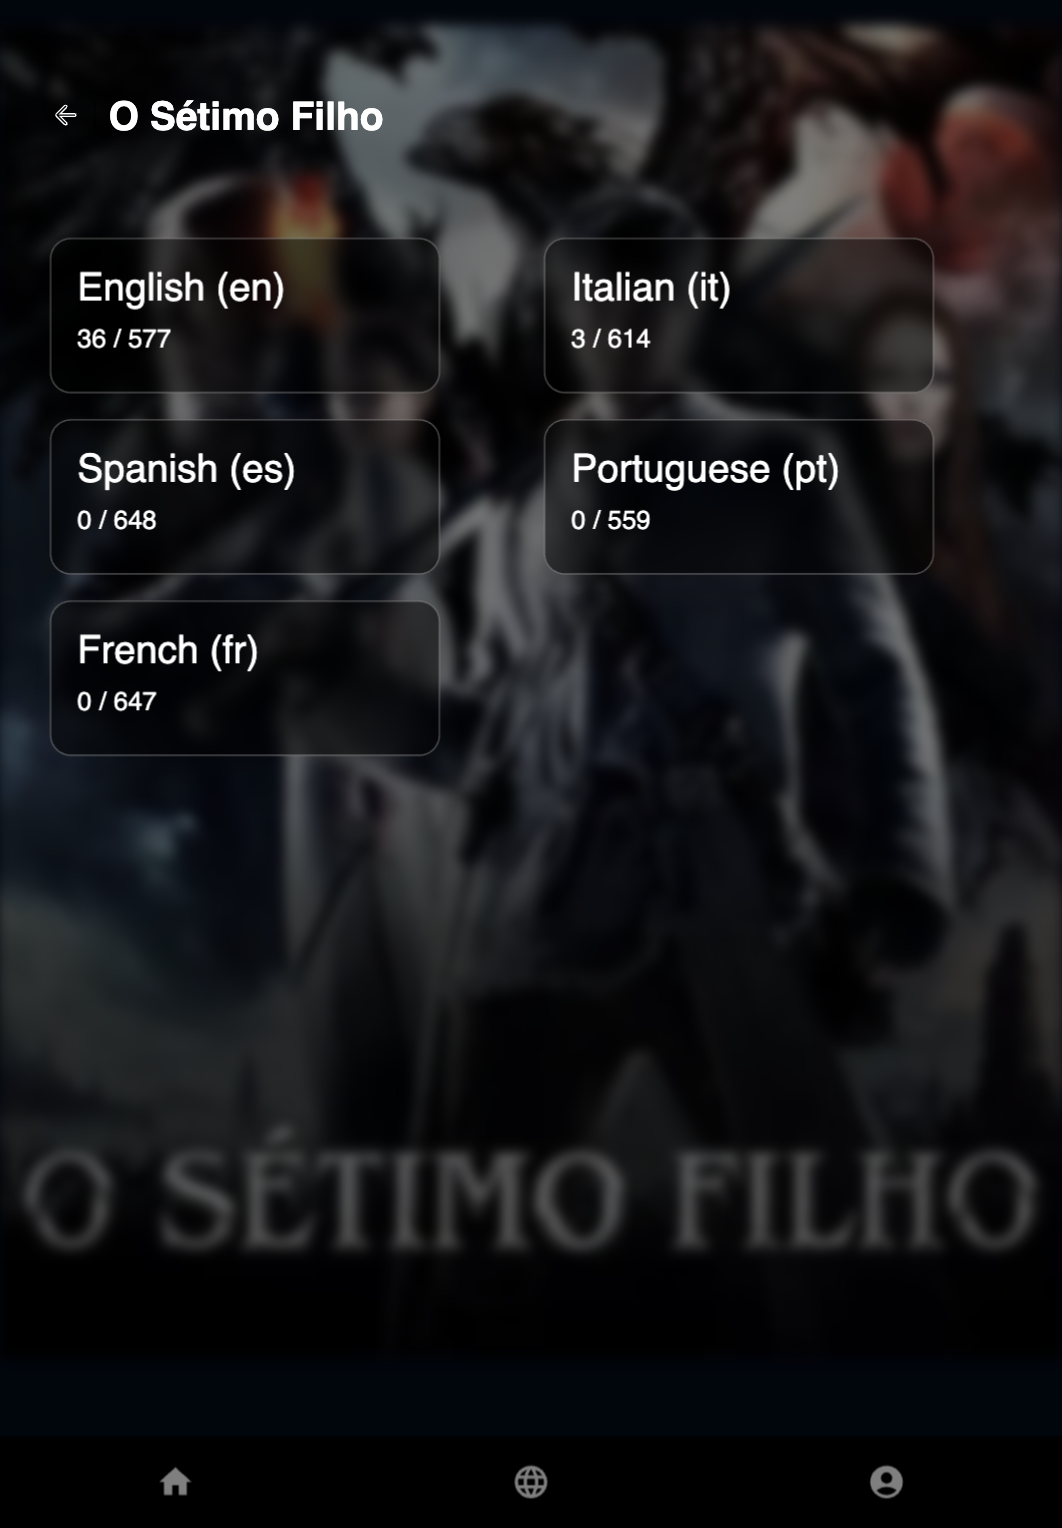 O Sétimo Filho
English (en)
36 / 577
Italian (it)
3 / 614
Spanish (es)
0 / 648
Portuguese (pt)
0 / 559
French (fr)
0 / 647
O SÉTIMO FILHO